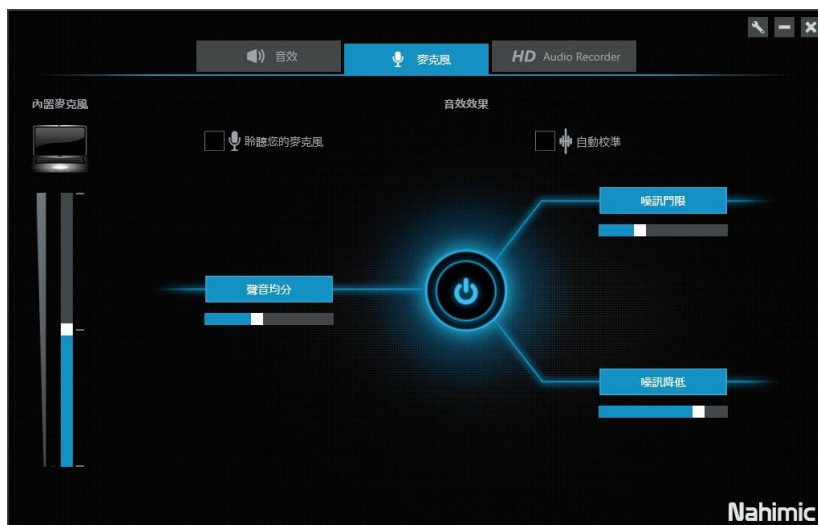 音效
麥克風
HD Audio Recorder
內置麥克風
音效效果
聆聽您的麥克風
自動校準
噪訊門限
聲音均分
噪訊降低
Nahimic